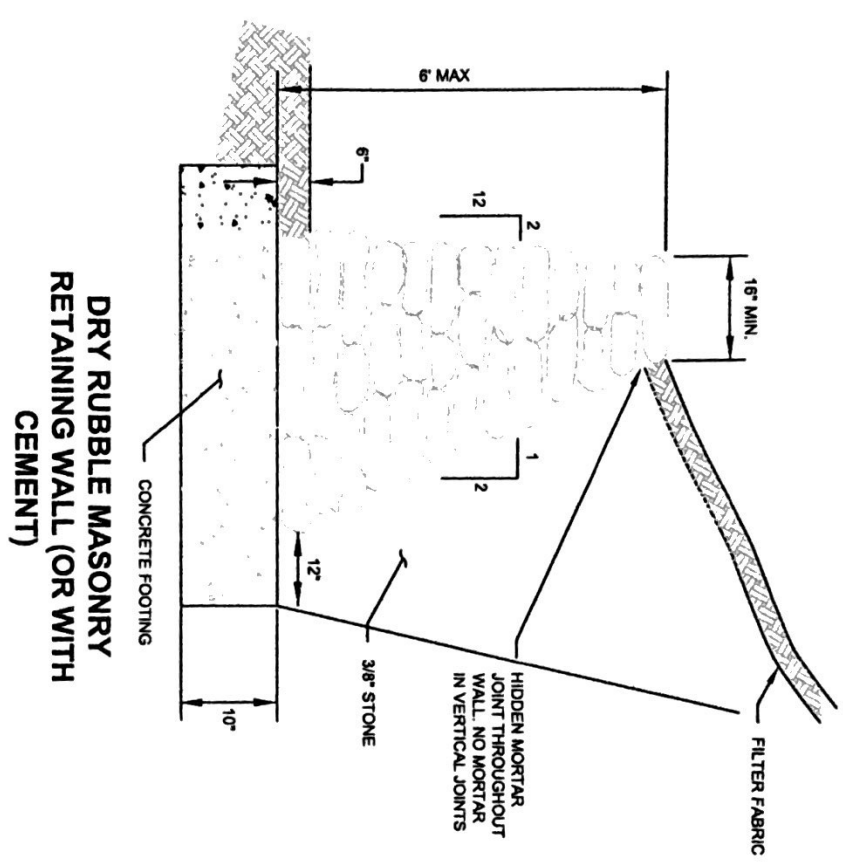 6' MAX
16" MIN.
6"
12
2
1
2
12"
10"
FILTER FABRIC
HIDDEN MORTAR
JOINT THROUGHOUT
WALL. NO MORTAR
IN VERTICAL JOINTS
3/8" STONE
CONCRETE FOOTING
DRY RUBBLE MASONRY
RETAINING WALL (OR WITH
CEMENT)